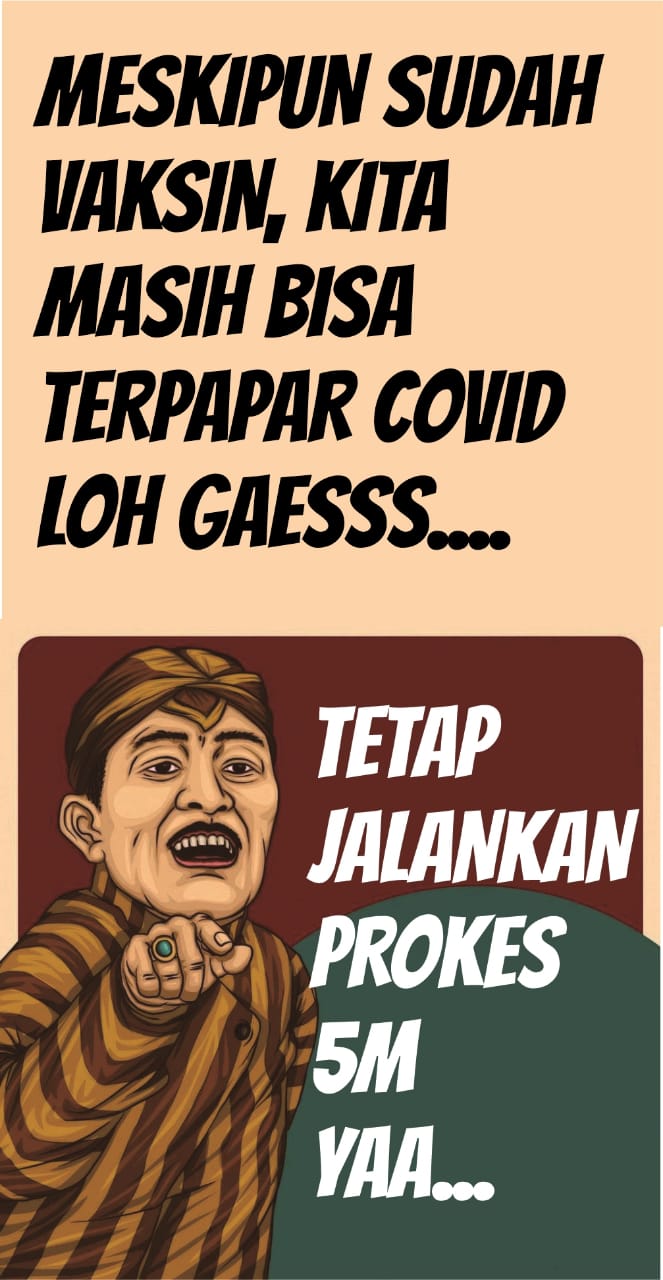 MESKIPUN SUDAH
VAKSIN, KITA
MASIH BISA
TERPAPAR COVID
LOH GAESSS....
TETAP
JALANKAN
PROKES
5M
YAA...